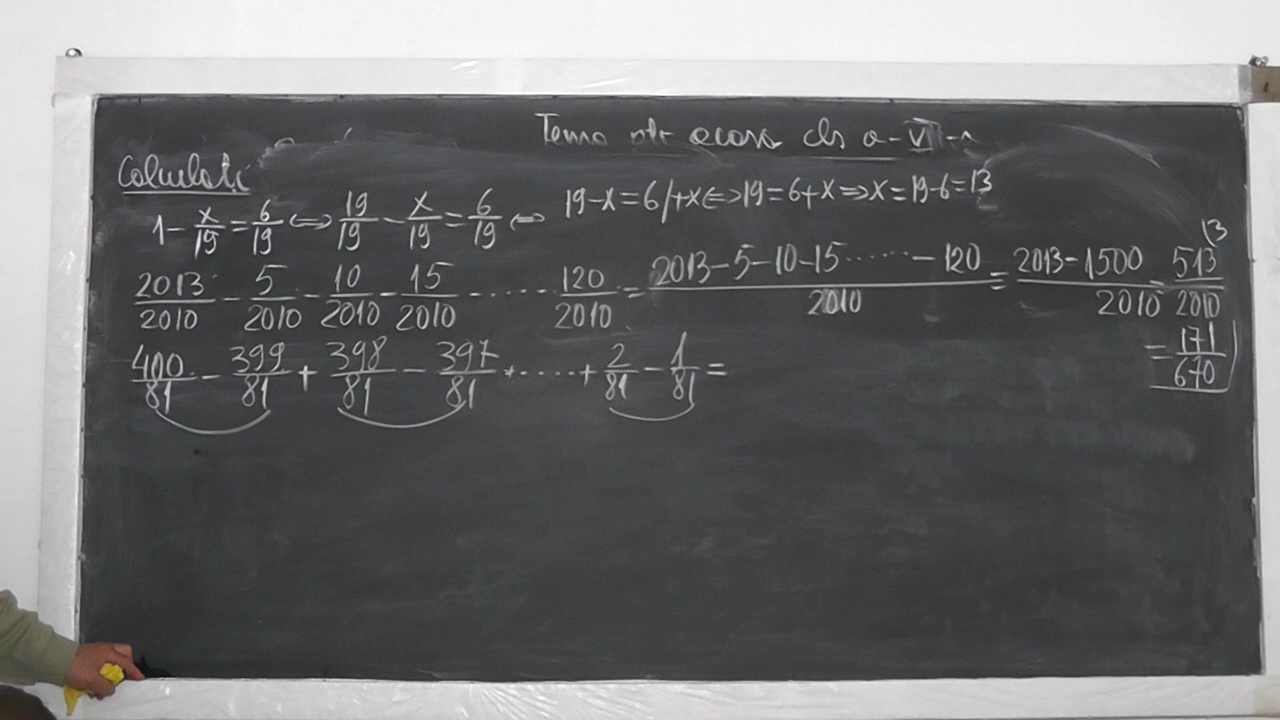 Tema ptr acasa cls a-VI-a
Calculati
1 - x/19 = 6/19 ⇔ 19/19 - x/19 = 6/19 ⇔ 19-x=6 /+x ⇔ 19=6+x ⇒ x=19-6=13
2013/2010 - 5/2010 - 10/2010 - 15/2010 - ..... - 120/2010 = (2013-5-10-15......-120)/2010 = (2013-1500)/2010 = 513/2010 (3
= 171/670
400/81 - 399/81 + 398/81 - 397/81 + ..... + 2/81 - 1/81 =